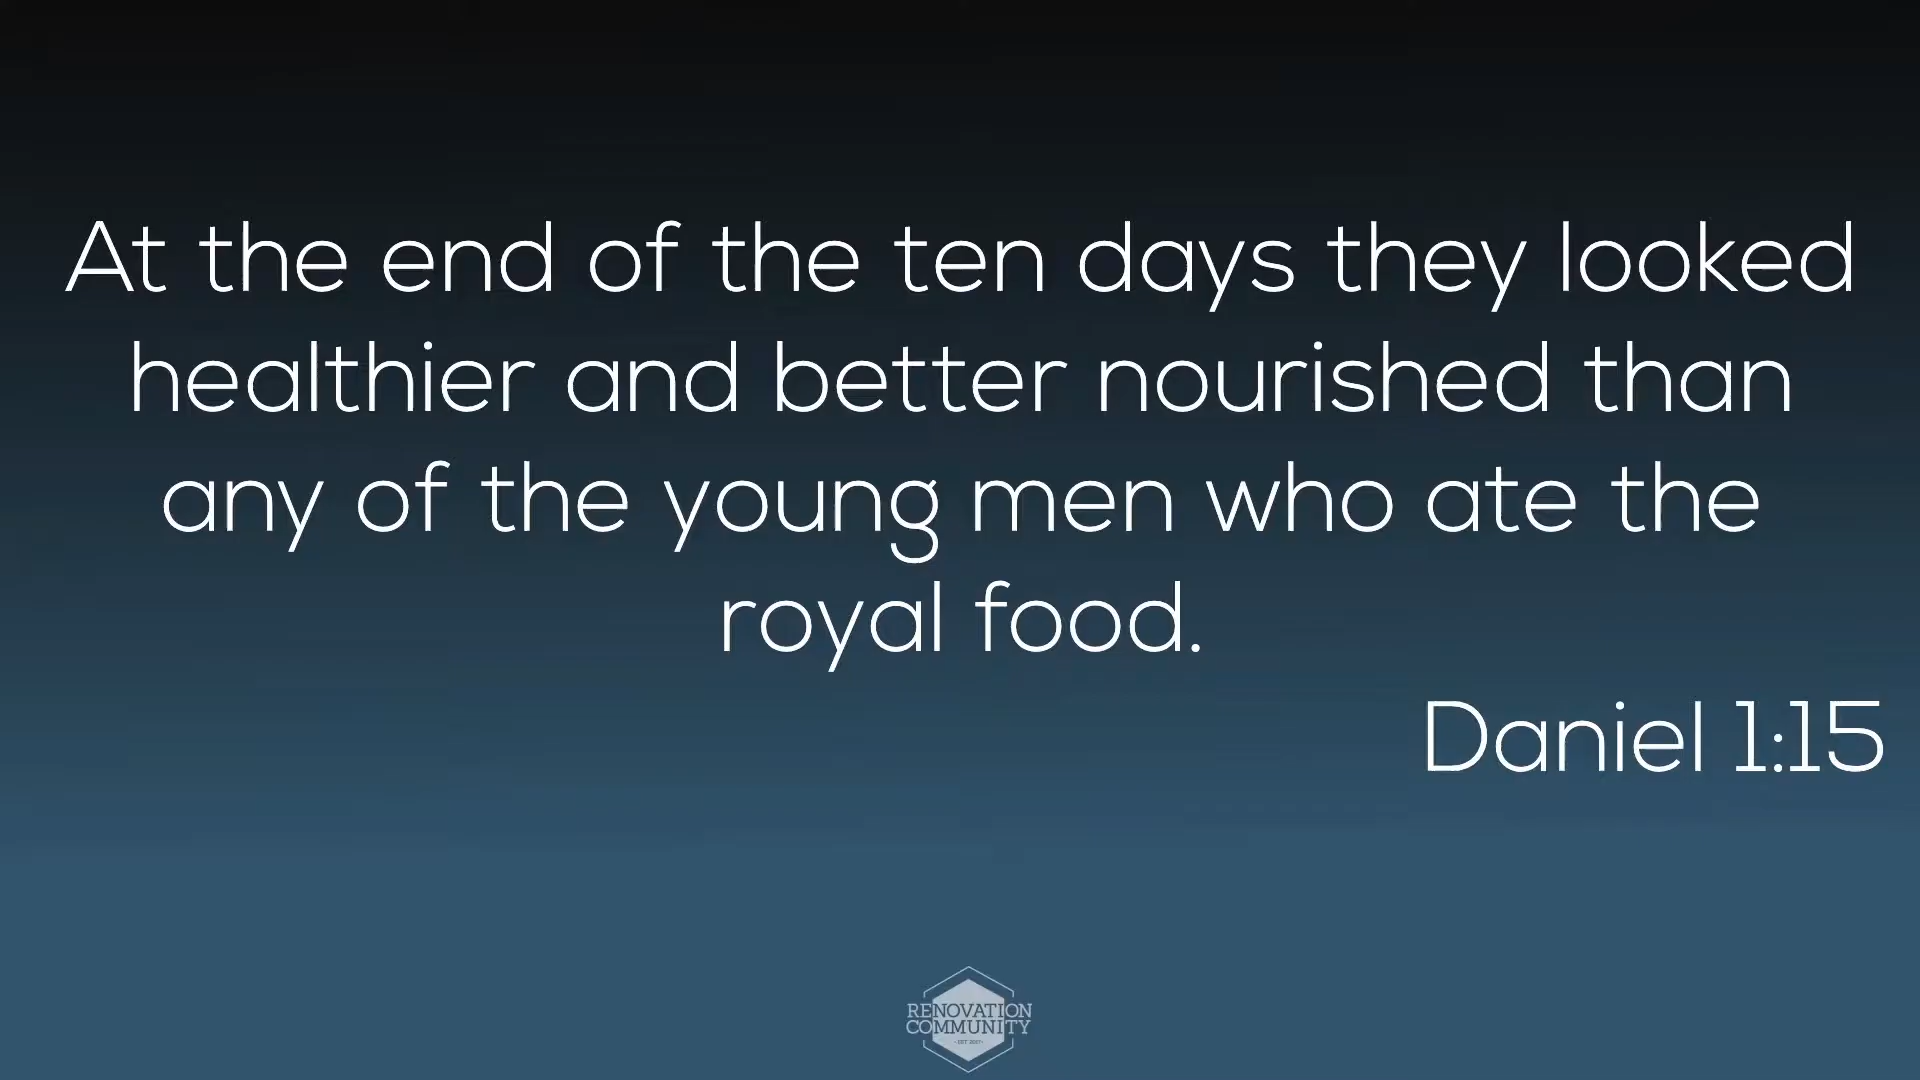 At the end of the ten days they looked
healthier and better nourished than
any of the young men who ate the
royal food.
Daniel 1:15
RENOVATION
COMMUNITY